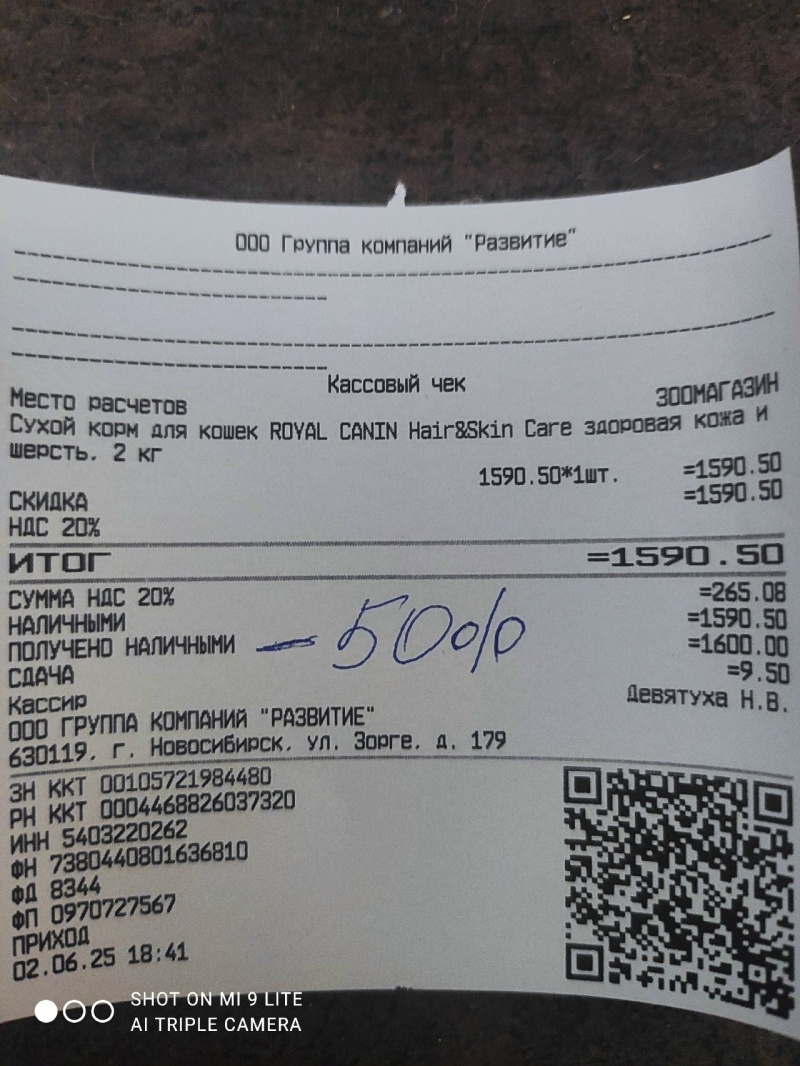 ООО Группа компаний "Развитие"
Кассовый чек
Место расчетов ЗООМАГАЗИН
Сухой корм для кошек ROYAL CANIN Hair&Skin Care здоровая кожа и
шерсть. 2 кг
1590.50*1шт. =1590.50
СКИДКА =1590.50
НДС 20%
ИТОГ =1590.50
СУММА НДС 20% =265.08
НАЛИЧНЫМИ =1590.50
ПОЛУЧЕНО НАЛИЧНЫМИ =1600.00
- 50%
СДАЧА =9.50
Кассир Девятуха Н.В.
ООО ГРУППА КОМПАНИЙ "РАЗВИТИЕ"
630119, г. Новосибирск, ул. Зорге, д. 179
ЗН ККТ 00105721984480
РН ККТ 0004468826037320
ИНН 5403220262
ФН 7380440801636810
ФД 8344
ФП 0970727567
ПРИХОД
02.06.25 18:41
SHOT ON MI 9 LITE
AI TRIPLE CAMERA